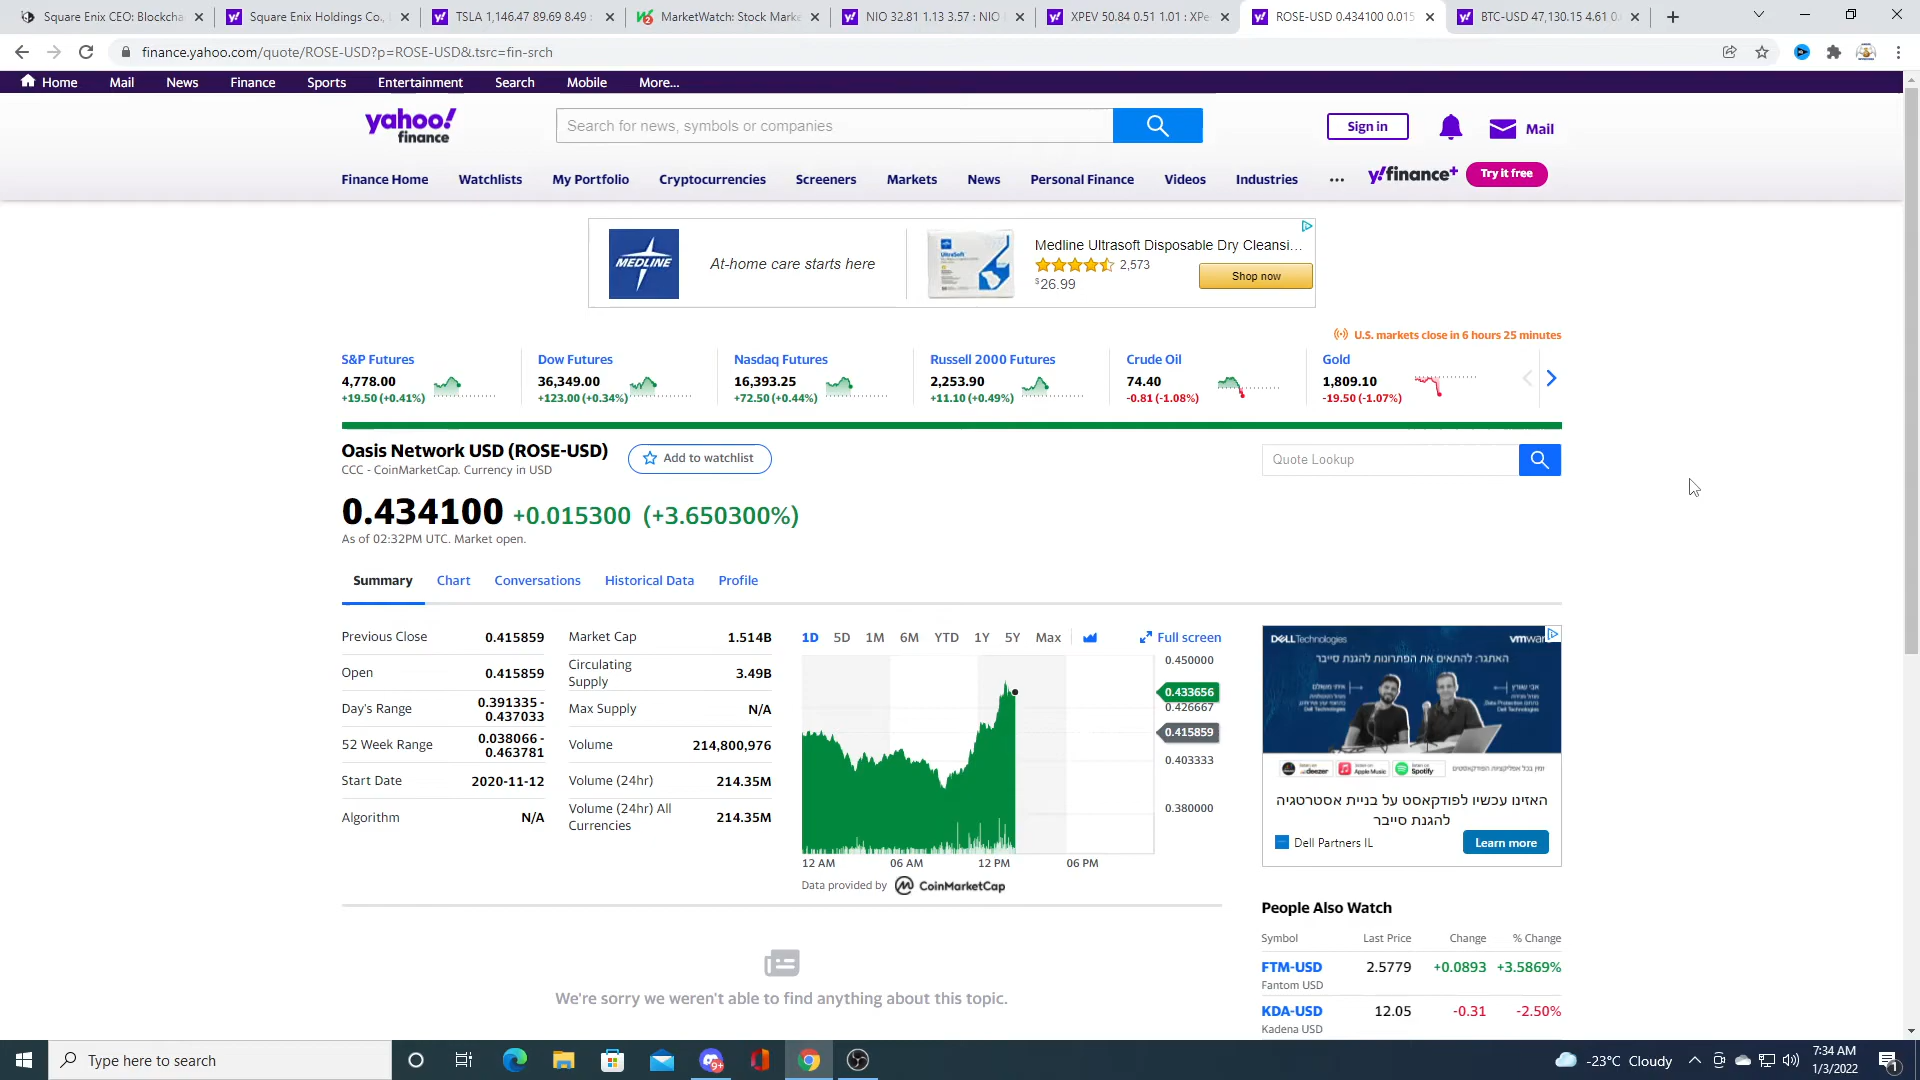 Square Enix CEO: Blockcha
Square Enix Holdings Co.,
TSLA 1,146.47 89.69 8.49
MarketWatch: Stock Marke
NIO 32.81 1.13 3.57 : NIO
XPEV 50.84 0.51 1.01 : XPe
ROSE-USD 0.434100 0.015
BTC-USD 47,130.15 4.61 0.
finance.yahoo.com/quote/ROSE-USD?p=ROSE-USD&.tsrc=fin-srch
Home Mail News Finance Sports Entertainment Search Mobile More...
yahoo!
finance
Search for news, symbols or companies
Sign in
Mail
Finance Home Watchlists My Portfolio Cryptocurrencies Screeners Markets News Personal Finance Videos Industries ... y!finance+ Try it free
MEDLINE
At-home care starts here
Medline Ultrasoft Disposable Dry Cleansi...
2,573
$26.99
Shop now
U.S. markets close in 6 hours 25 minutes
S&P Futures
4,778.00
+19.50 (+0.41%)
Dow Futures
36,349.00
+123.00 (+0.34%)
Nasdaq Futures
16,393.25
+72.50 (+0.44%)
Russell 2000 Futures
2,253.90
+11.10 (+0.49%)
Crude Oil
74.40
-0.81 (-1.08%)
Gold
1,809.10
-19.50 (-1.07%)
Oasis Network USD (ROSE-USD)
Add to watchlist
Quote Lookup
CCC - CoinMarketCap. Currency in USD
0.434100 +0.015300 (+3.650300%)
As of 02:32PM UTC. Market open.
Summary Chart Conversations Historical Data Profile
Previous Close 0.415859
Open 0.415859
Day's Range 0.391335 -
0.437033
52 Week Range 0.038066 -
0.463781
Start Date 2020-11-12
Algorithm N/A
Market Cap 1.514B
Circulating
Supply 3.49B
Max Supply N/A
Volume 214,800,976
Volume (24hr) 214.35M
Volume (24hr) All
Currencies 214.35M
1D 5D 1M 6M YTD 1Y 5Y Max Full screen
0.450000
0.433656
0.426667
0.415859
0.403333
0.380000
12 AM 06 AM 12 PM 06 PM
Data provided by CoinMarketCap
DELLTechnologies vmwar
האתגר: להתאים את הפתרונות להגנת סייבר
deezer Apple Music Spotify זמין בכל אפליקציות הפודקאסטים
האזינו עכשיו לפודקאסט על בניית אסטרטגיה
להגנת סייבר
Dell Partners IL
Learn more
People Also Watch
Symbol Last Price Change % Change
FTM-USD 2.5779 +0.0893 +3.5869%
Fantom USD
KDA-USD 12.05 -0.31 -2.50%
Kadena USD
We're sorry we weren't able to find anything about this topic.
Type here to search
9+
-23°C Cloudy
7:34 AM
1/3/2022
1